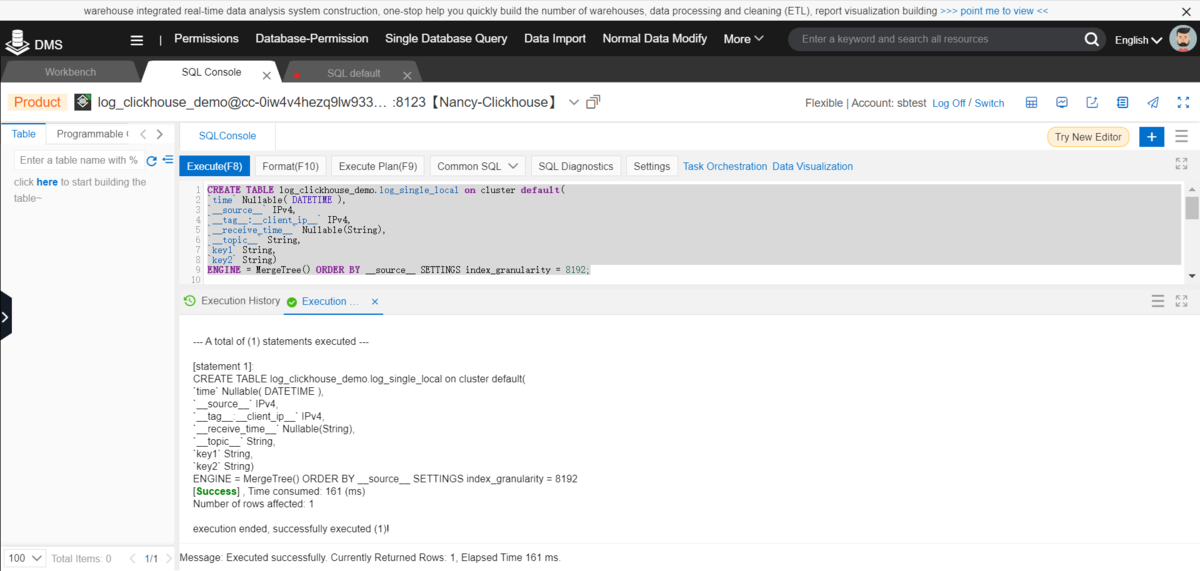 warehouse integrated real-time data analysis system construction, one-stop help you quickly build the number of warehouses, data processing and cleaning (ETL), report visualization building >>> point me to view <<
DMS | Permissions Database-Permission Single Database Query Data Import Normal Data Modify More Enter a keyword and search all resources English
Workbench SQL Console SQL default
Product log_clickhouse_demo@cc-0iw4v4hezq9lw933... :8123【Nancy-Clickhouse】 Flexible | Account: sbtest Log Off / Switch
Table Programmable ( SQLConsole Try New Editor +
Enter a table name with % Execute(F8) Format(F10) Execute Plan(F9) Common SQL SQL Diagnostics Settings Task Orchestration Data Visualization
click here to start building the
table~
1 CREATE TABLE log_clickhouse_demo.log_single_local on cluster default(
2 `time` Nullable( DATETIME ),
3 `__source__` IPv4,
4 `__tag__:__client_ip__` IPv4,
5 `__receive_time__` Nullable(String),
6 `__topic__` String,
7 `key1` String,
8 `key2` String)
9 ENGINE = MergeTree() ORDER BY __source__ SETTINGS index_granularity = 8192;
10
Execution History Execution ...
--- A total of (1) statements executed ---
[statement 1]:
CREATE TABLE log_clickhouse_demo.log_single_local on cluster default(
`time` Nullable( DATETIME ),
`__source__` IPv4,
`__tag__:__client_ip__` IPv4,
`__receive_time__` Nullable(String),
`__topic__` String,
`key1` String,
`key2` String)
ENGINE = MergeTree() ORDER BY __source__ SETTINGS index_granularity = 8192
[Success] , Time consumed: 161 (ms)
Number of rows affected: 1
execution ended, successfully executed (1)!
100 Total Items: 0 1/1 Message: Executed successfully. Currently Returned Rows: 1, Elapsed Time 161 ms.